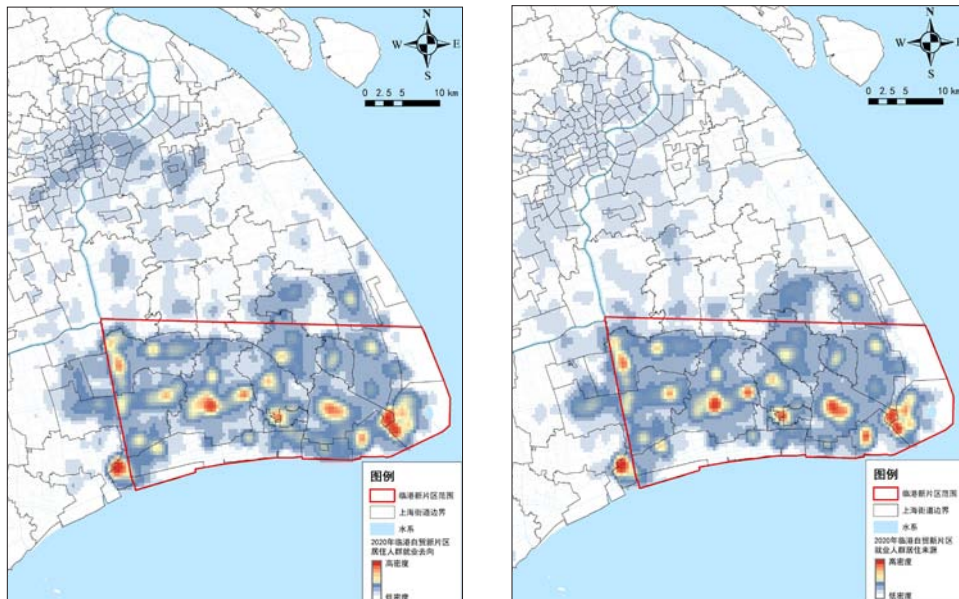 N
W E
S
0 2.5 5 10 km
图例
临港新片区范围
上海街道边界
水系
2020年临港自贸新片区
居住人群就业去向
高密度
低密度
N
W E
S
0 2.5 5 10 km
图例
临港新片区范围
上海街道边界
水系
2020年临港自贸新片区
就业人群居住来源
高密度
低密度